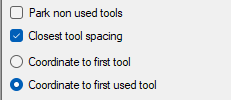 Park non used tools
Closest tool spacing
Coordinate to first tool
Coordinate to first used tool